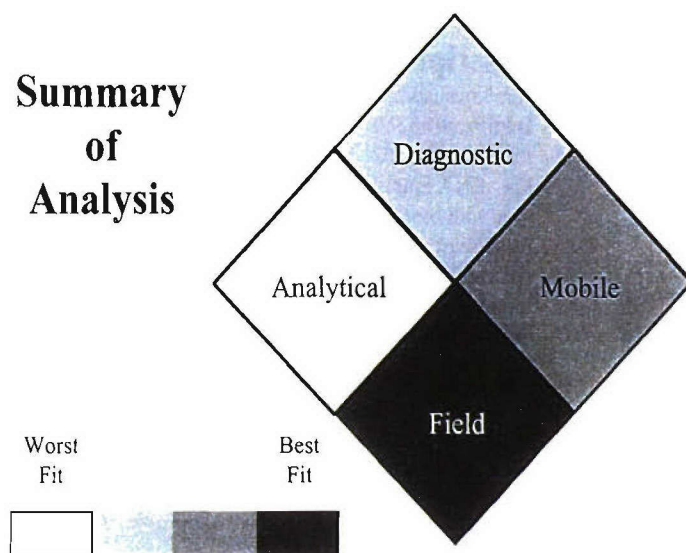 Summary
of
Analysis
Diagnostic
Analytical
Mobile
Field
Worst
Fit
Best
Fit